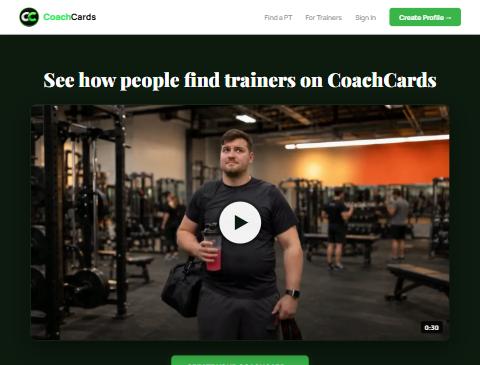 CC CoachCards
Find a PT For Trainers Sign In Create Profile →
See how people find trainers on CoachCards
0:30